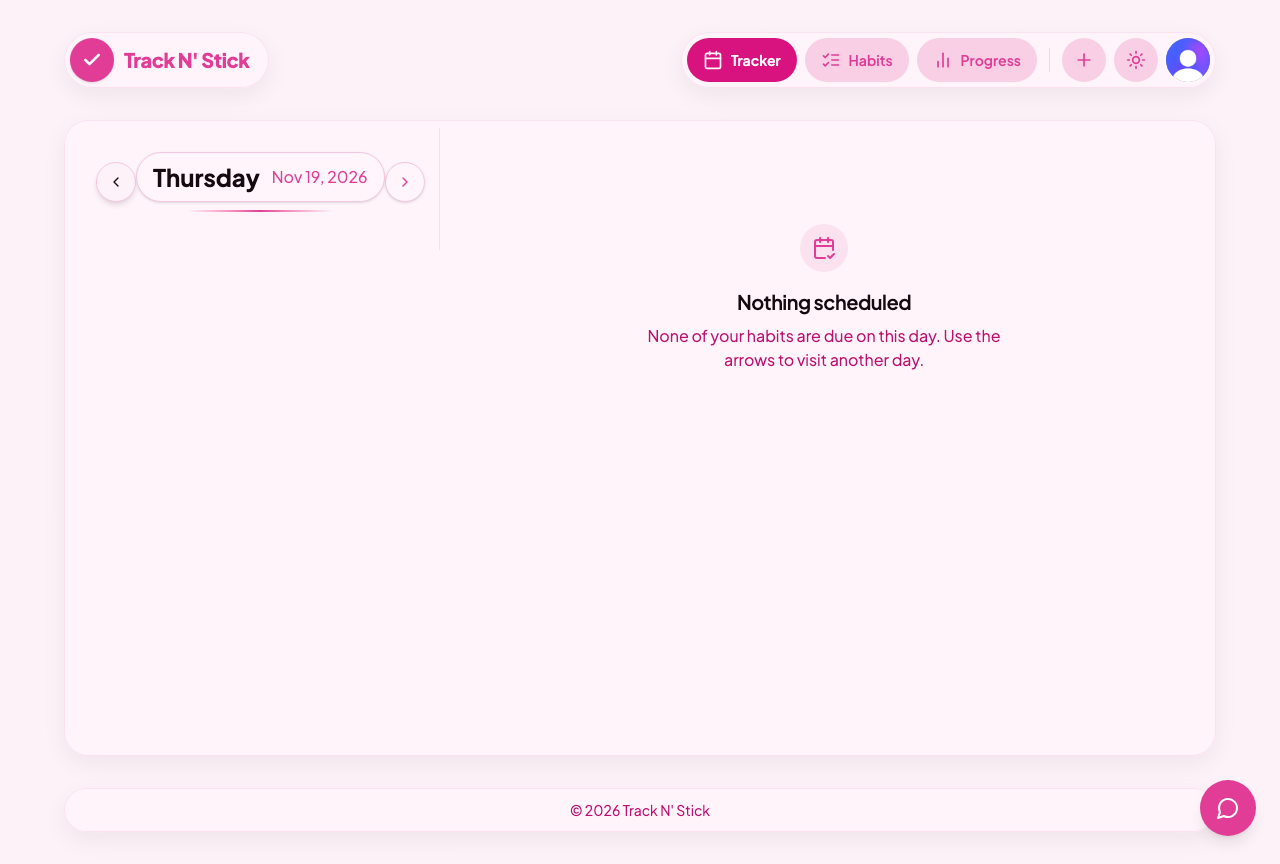 Track N' Stick
Tracker
Habits
Progress
Thursday Nov 19, 2026
Nothing scheduled
None of your habits are due on this day. Use the
arrows to visit another day.
© 2026 Track N' Stick